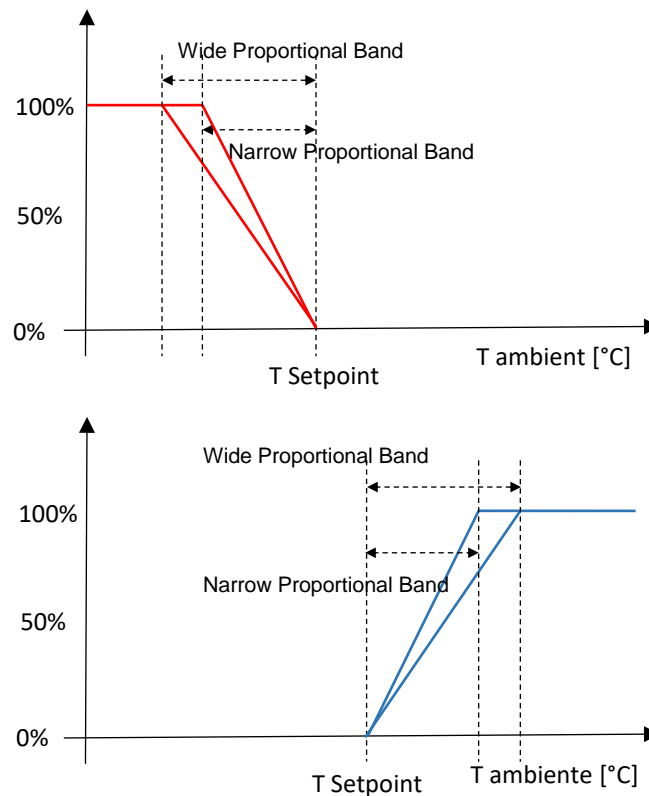 Wide Proportional Band
100%
Narrow Proportional Band
50%
0%
T Setpoint
T ambient [°C]
Wide Proportional Band
100%
Narrow Proportional Band
50%
0%
T Setpoint
T ambiente [°C]